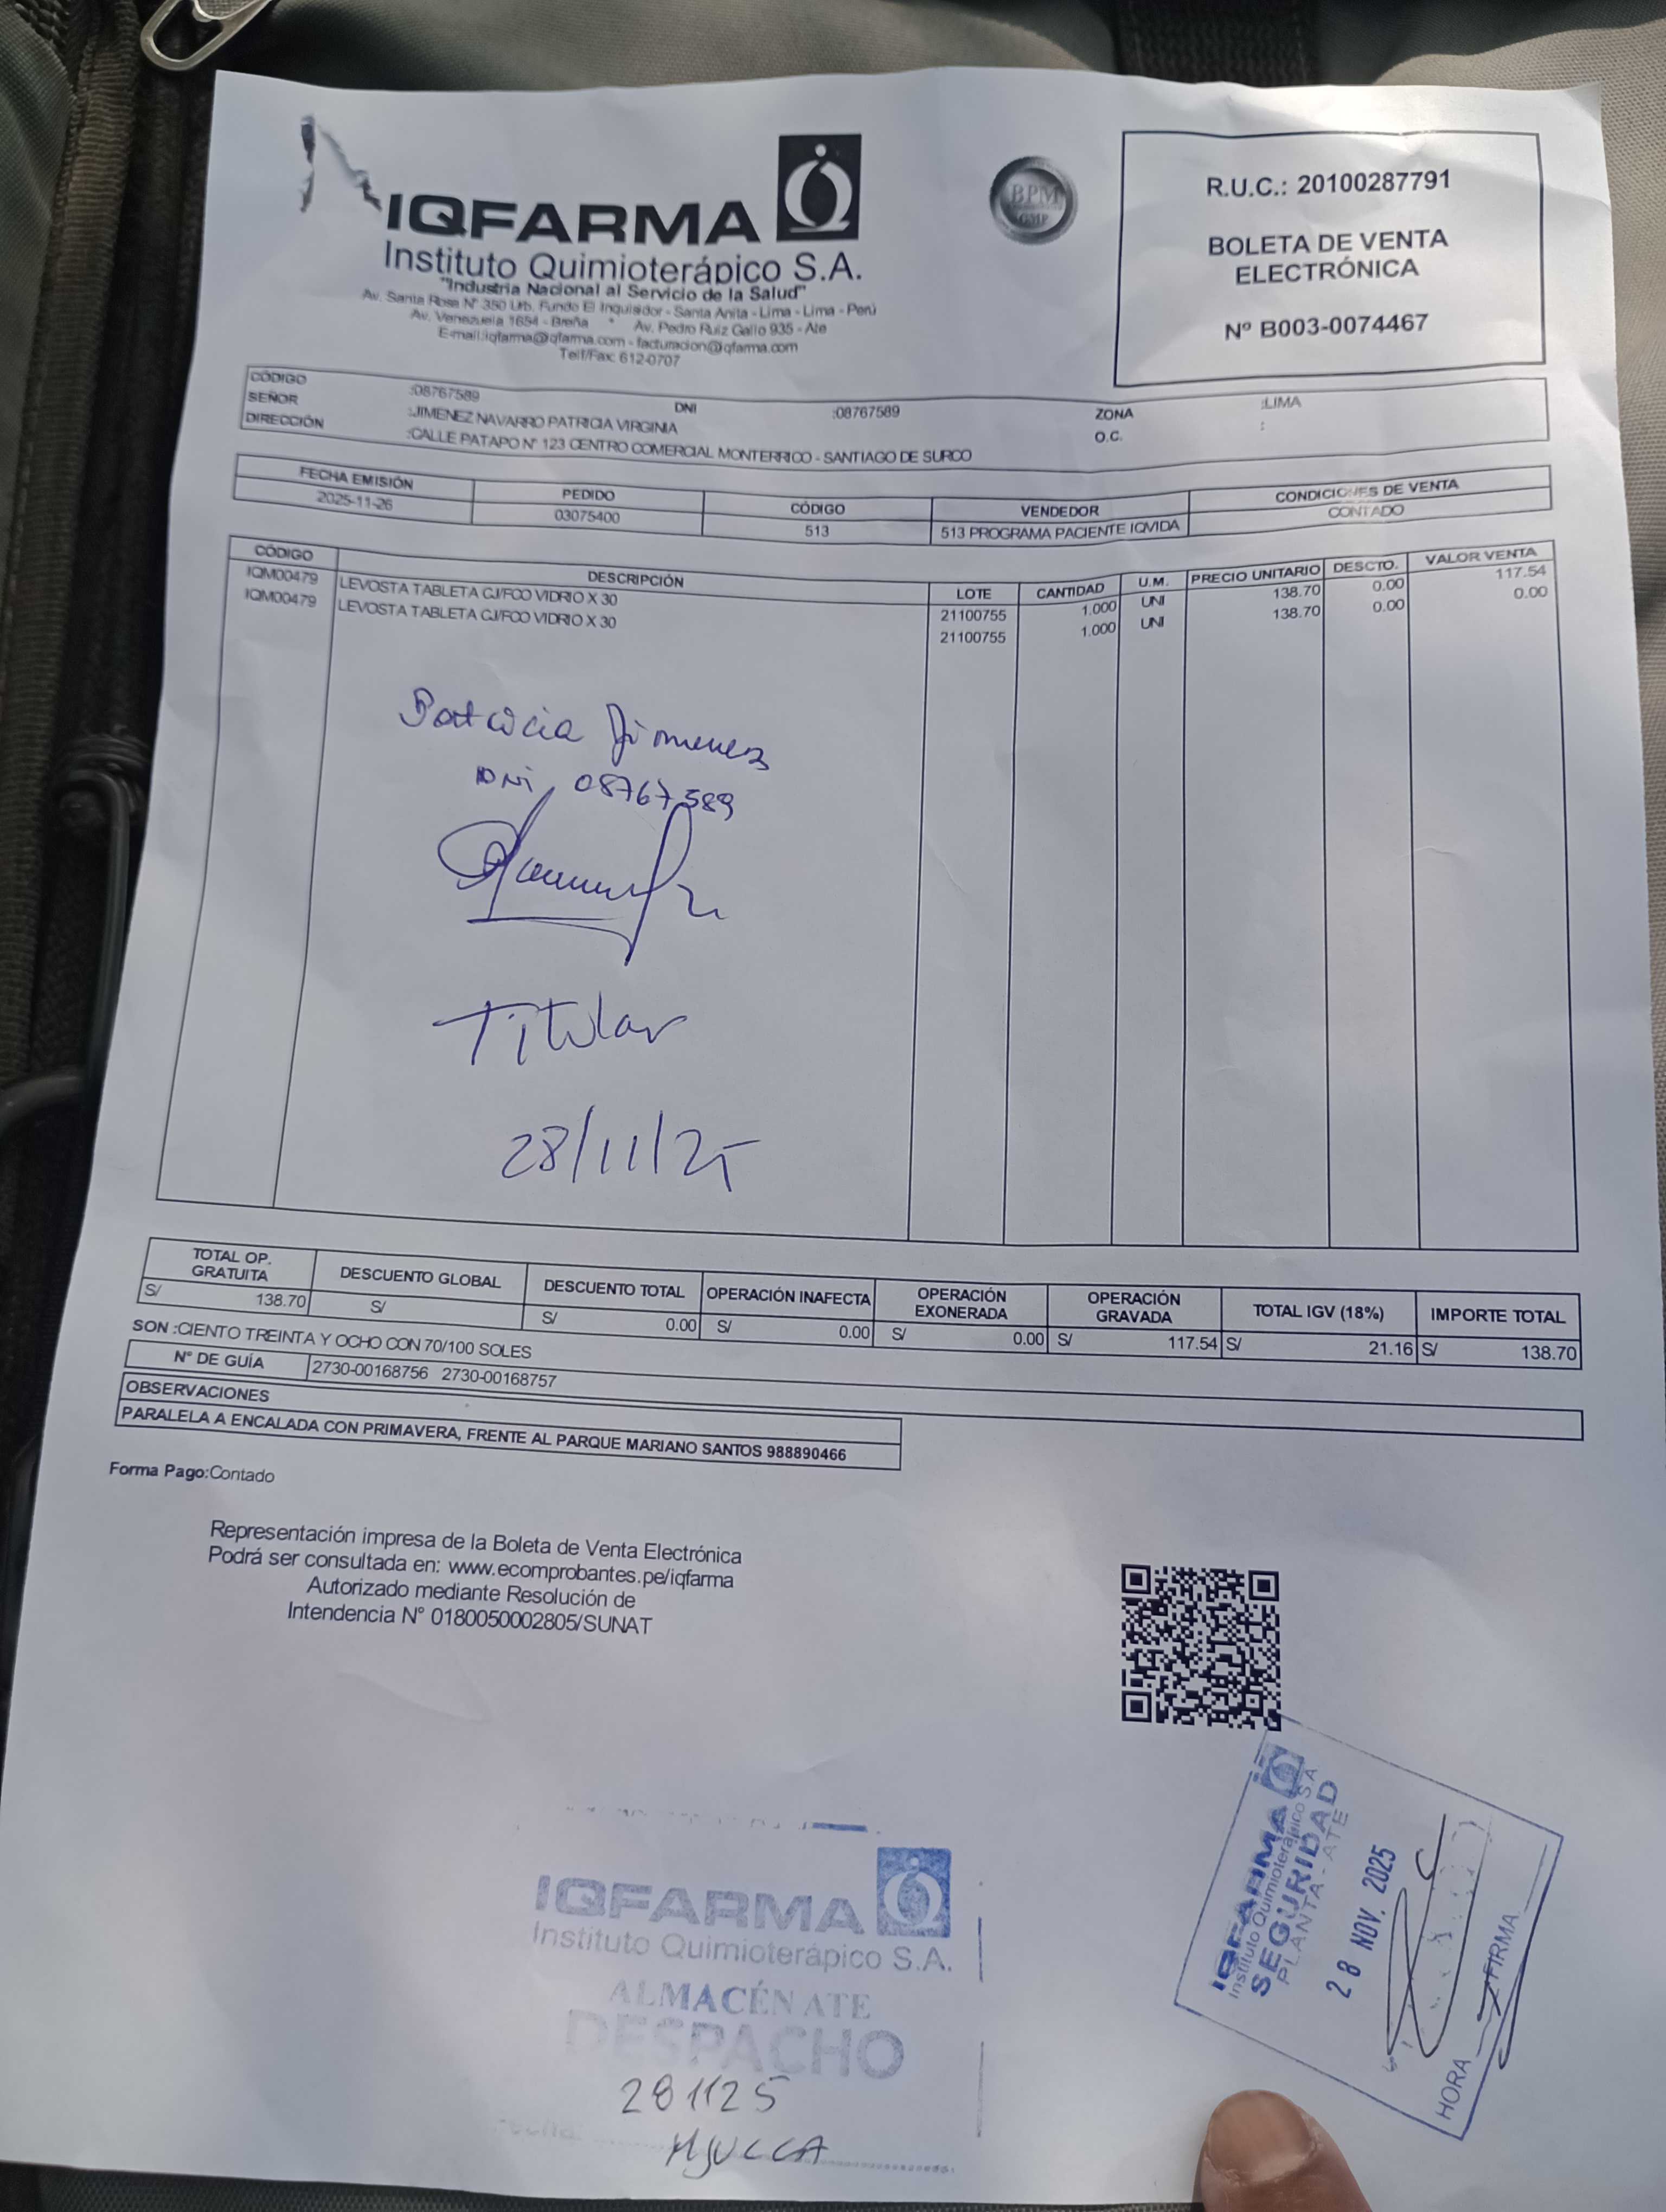 IQFARMA
Instituto Quimioterápico S.A.
"Industria Nacional al Servicio de la Salud"
Av. Santa Rosa N° 350 Urb. Fundo El Inquisidor - Santa Anita - Lima - Lima - Perú
Av. Venezuela 1654 - Breña * Av. Pedro Ruiz Gallo 935 - Ate
E-mail:iqfarma@iqfarma.com - facturacion@iqfarma.com
Telf/Fax: 612-0707
BPM
GMP
R.U.C.: 20100287791
BOLETA DE VENTA
ELECTRÓNICA
Nº B003-0074467
CÓDIGO :08767589 DNI :08767589 ZONA :LIMA
SEÑOR :JIMENEZ NAVARRO PATRICIA VIRGINIA O.C. :
DIRECCIÓN :CALLE PATAPO N° 123 CENTRO COMERCIAL MONTERRICO - SANTIAGO DE SURCO
FECHA EMISIÓN PEDIDO CÓDIGO VENDEDOR CONDICIONES DE VENTA
2025-11-26 03075400 513 513 PROGRAMA PACIENTE IQVIDA CONTADO
CÓDIGO DESCRIPCIÓN LOTE CANTIDAD U.M. PRECIO UNITARIO DESCTO. VALOR VENTA
IQM00479 LEVOSTA TABLETA CJ/FCO VIDRIO X 30 21100755 1.000 UNI 138.70 0.00 117.54
IQM00479 LEVOSTA TABLETA CJ/FCO VIDRIO X 30 21100755 1.000 UNI 138.70 0.00 0.00
Patricia Jimenez
DNi 08767589
Titular
28/11/25
TOTAL OP. GRATUITA DESCUENTO GLOBAL DESCUENTO TOTAL OPERACIÓN INAFECTA OPERACIÓN EXONERADA OPERACIÓN GRAVADA TOTAL IGV (18%) IMPORTE TOTAL
S/ 138.70 S/ S/ 0.00 S/ 0.00 S/ 0.00 S/ 117.54 S/ 21.16 S/ 138.70
SON :CIENTO TREINTA Y OCHO CON 70/100 SOLES
N° DE GUÍA 2730-00168756 2730-00168757
OBSERVACIONES
PARALELA A ENCALADA CON PRIMAVERA, FRENTE AL PARQUE MARIANO SANTOS 988890466
Forma Pago:Contado
Representación impresa de la Boleta de Venta Electrónica
Podrá ser consultada en: www.ecomprobantes.pe/iqfarma
Autorizado mediante Resolución de
Intendencia N° 0180050002805/SUNAT
IQFARMA
Instituto Quimioterápico SA
SEGURIDAD
PLANTA - ATE
28 NOV. 2025
HORA FIRMA
IQFARMA
Instituto Quimioterápico S.A.
ALMACÉN ATE
DESPACHO
281125